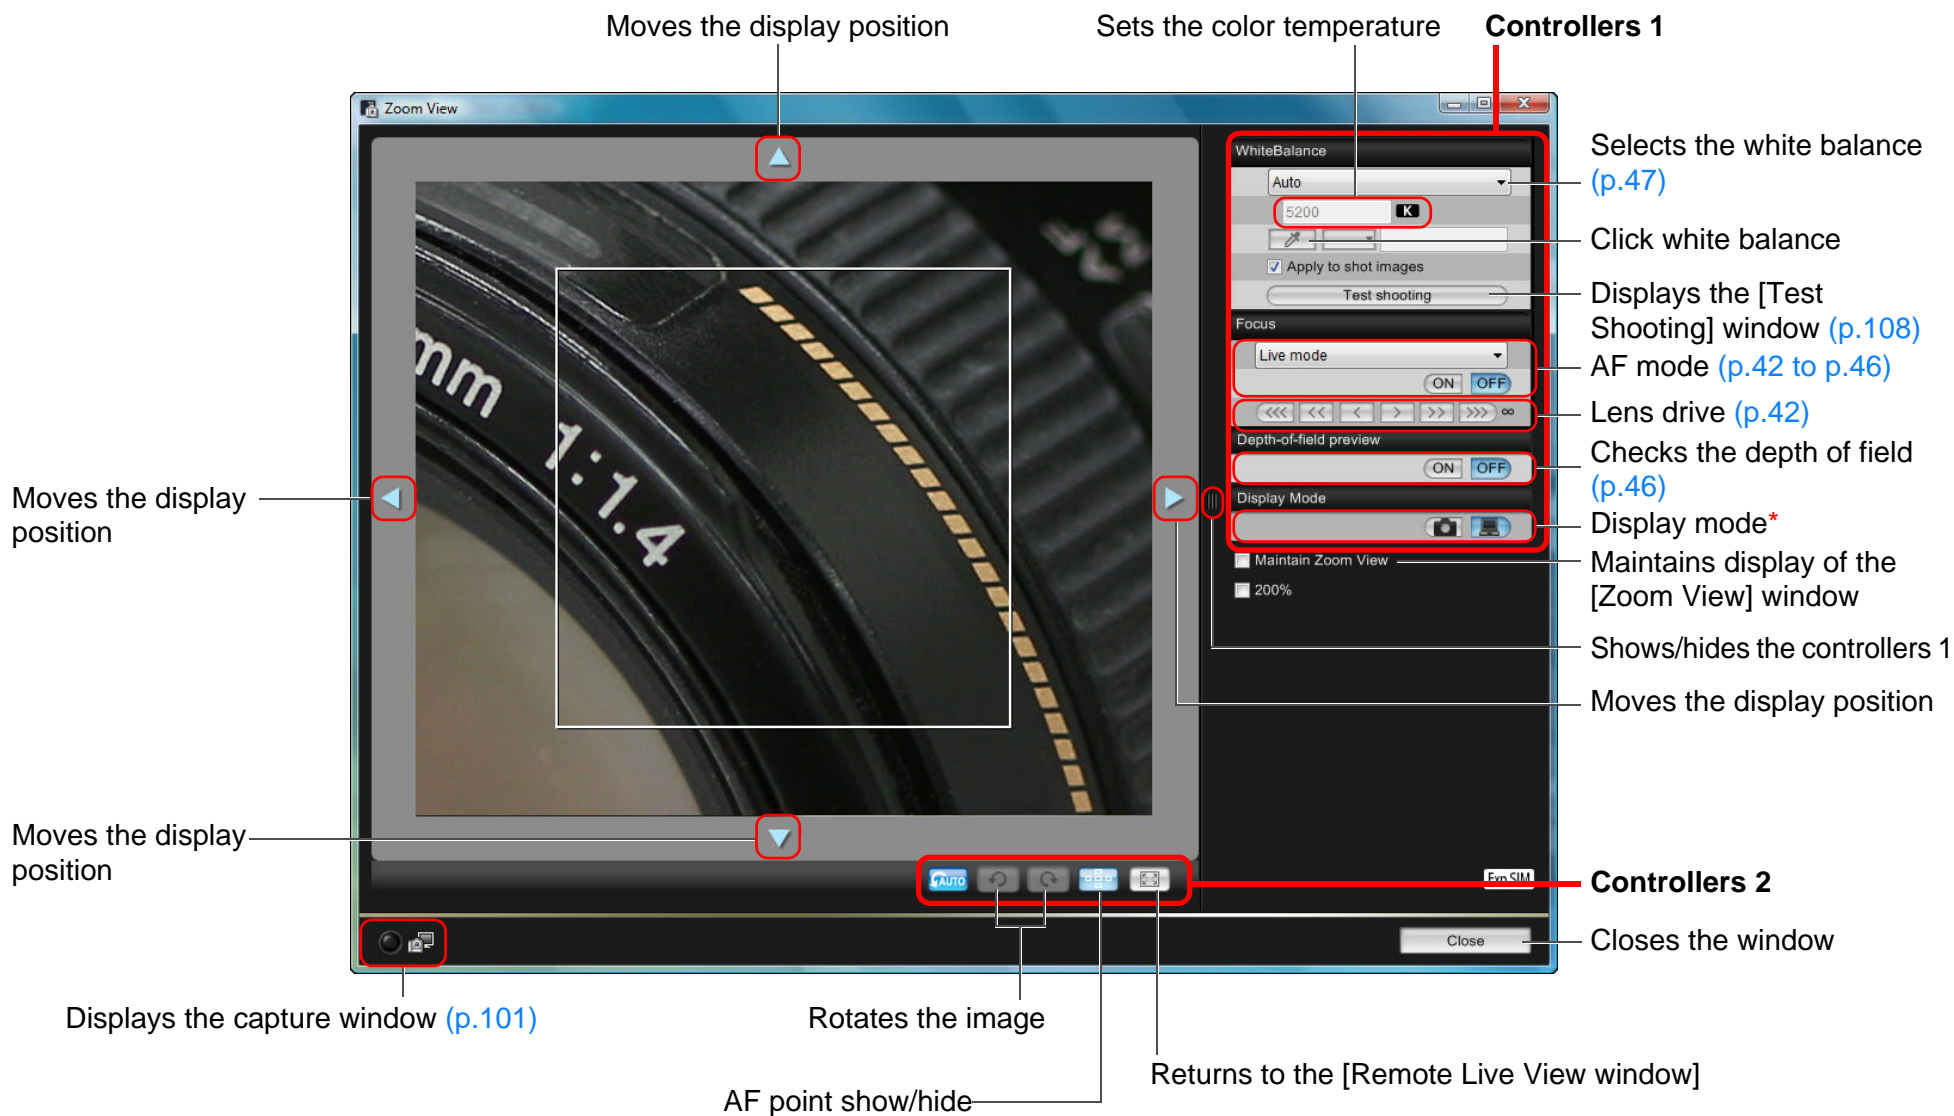 Moves the display position
Sets the color temperature
Controllers 1
Zoom View
WhiteBalance
Auto
5200
K
Apply to shot images
Test shooting
Focus
Live mode
ON OFF
<<< << < > >> >>> ∞
Depth-of-field preview
ON OFF
Display Mode
Maintain Zoom View
200%
Selects the white balance
(p.47)
Click white balance
Displays the [Test
Shooting] window (p.108)
AF mode (p.42 to p.46)
Lens drive (p.42)
Checks the depth of field
(p.46)
Display mode*
Maintains display of the
[Zoom View] window
Shows/hides the controllers 1
Moves the display position
mm 1:1.4
Moves the display
position
Moves the display
position
AUTO
Exp.SIM
Controllers 2
Close
Closes the window
Displays the capture window (p.101)
Rotates the image
Returns to the [Remote Live View window]
AF point show/hide